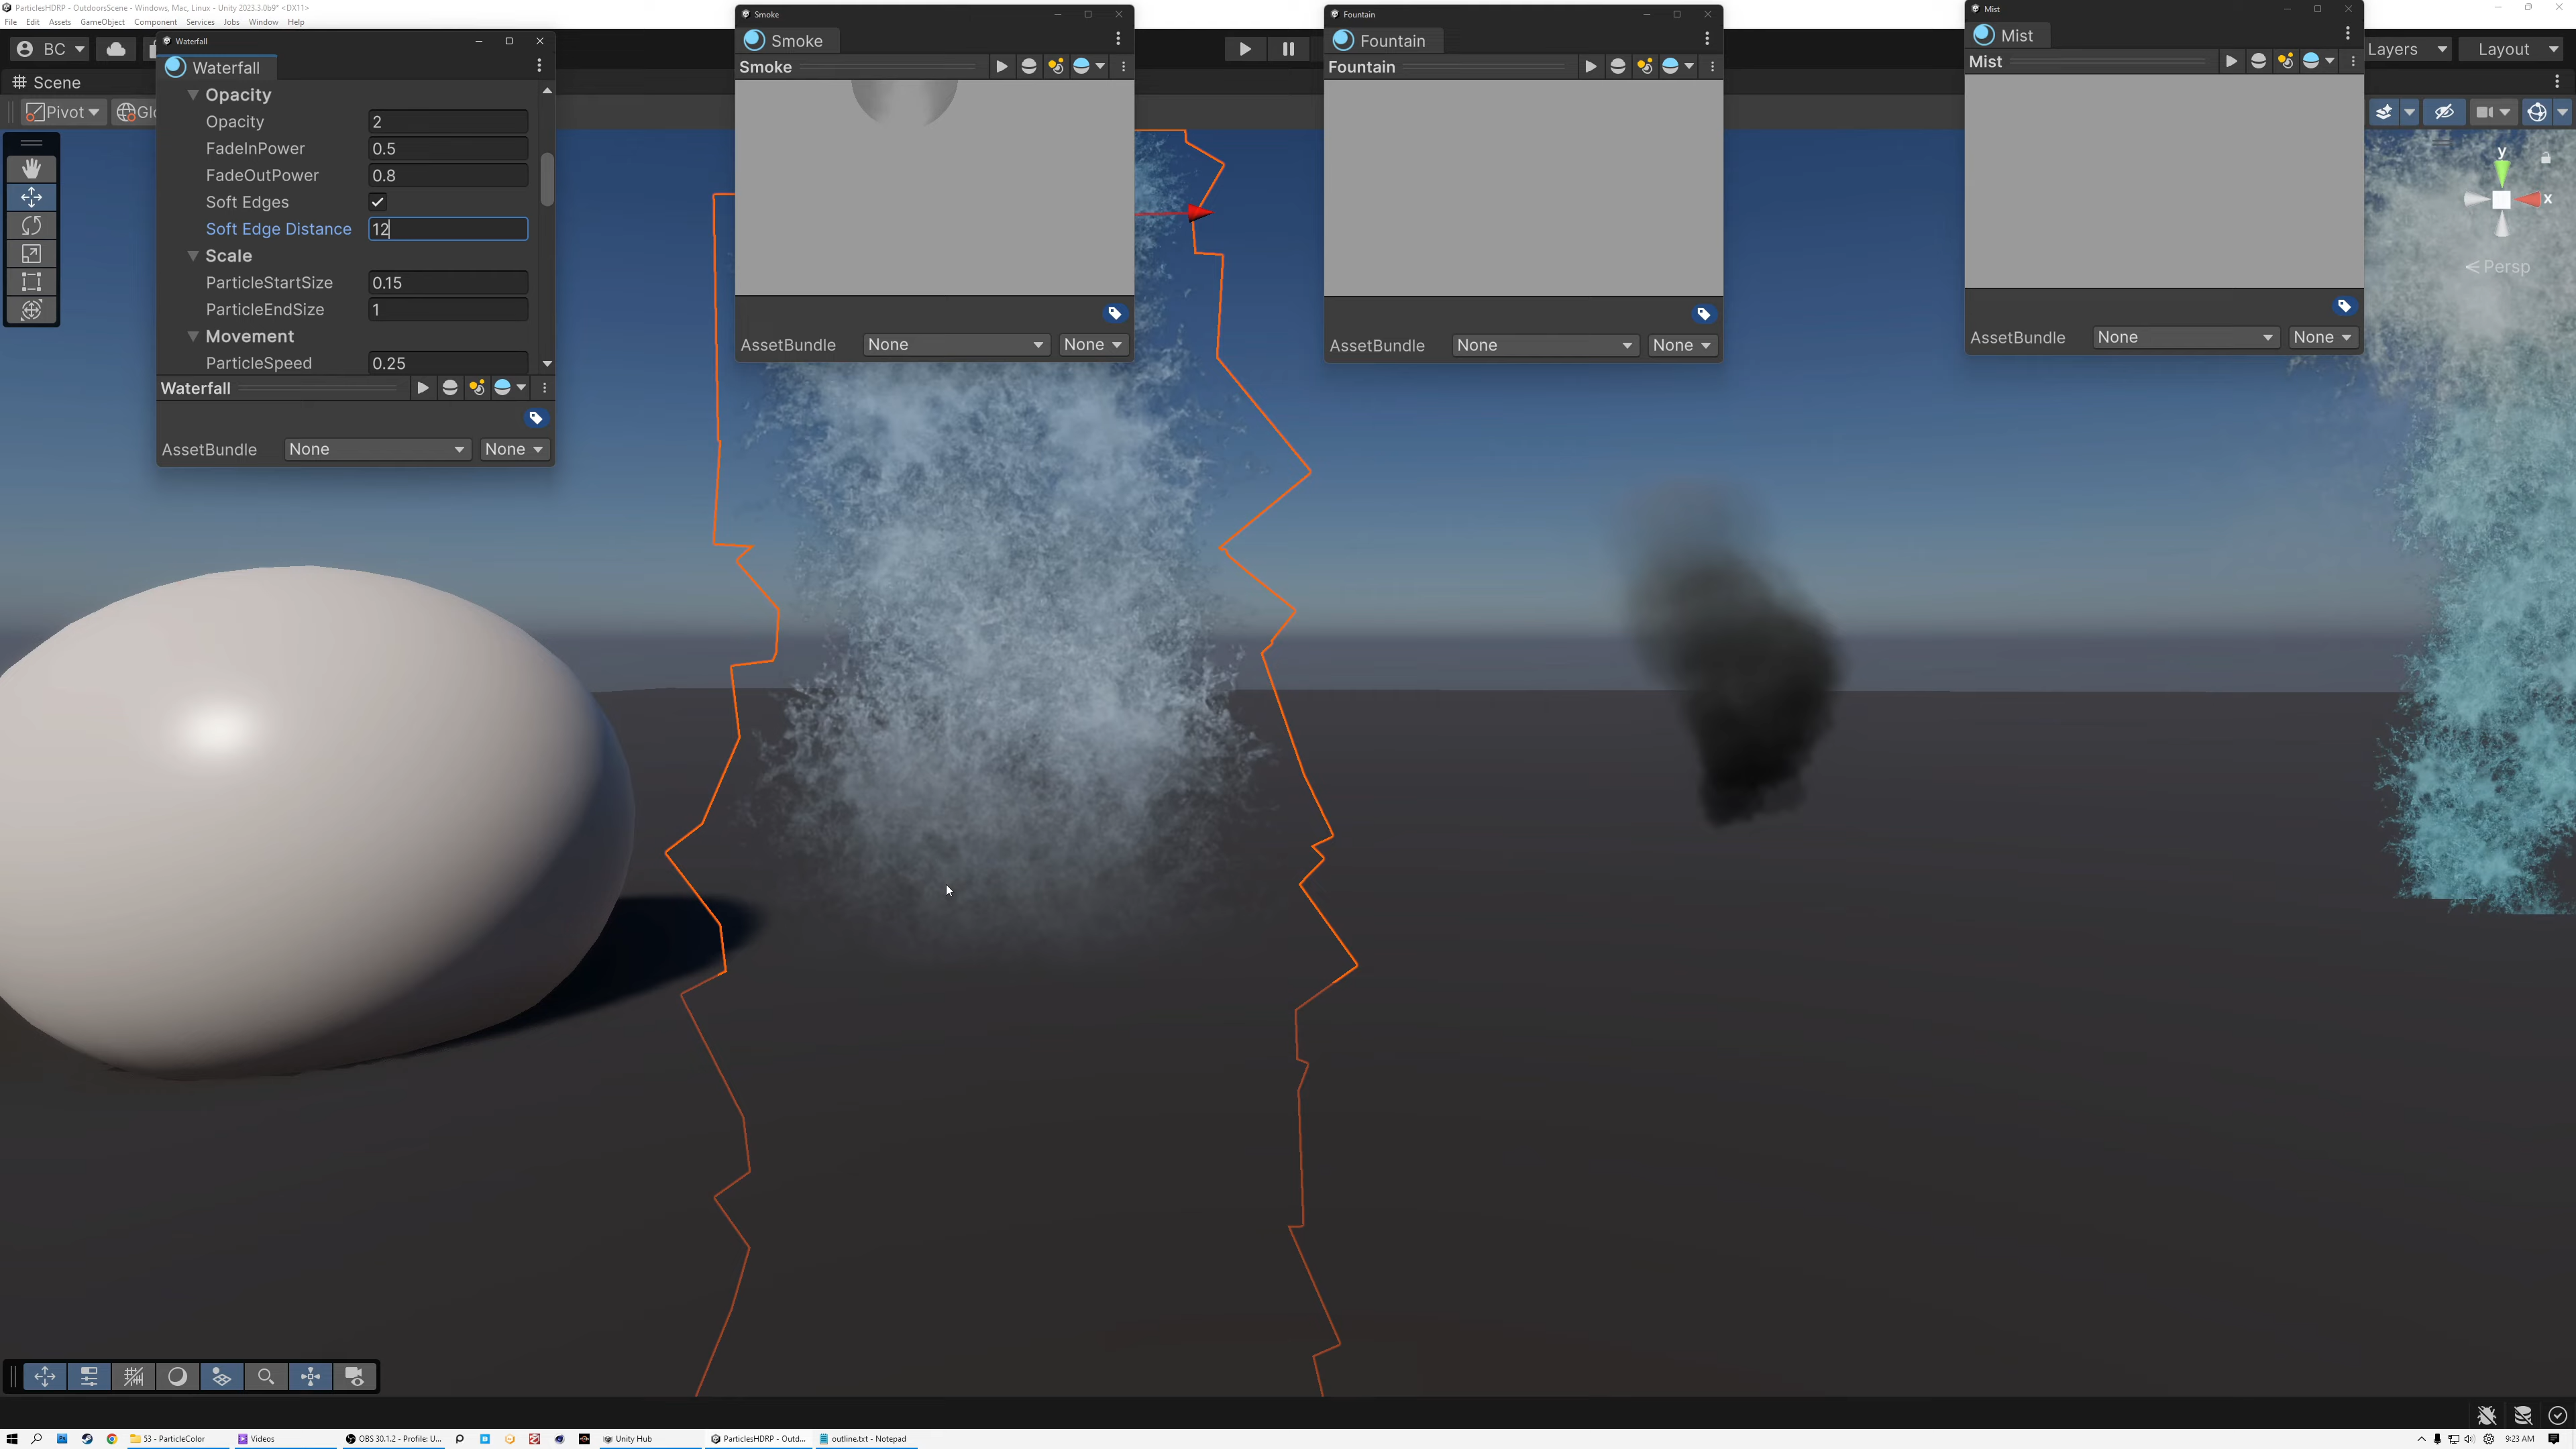 ParticlesHDRP - OutdoorsScene - Windows, Mac, Linux - Unity 2023.3.0b9* <DX11>
File Edit Assets GameObject Component Services Jobs Window Help
BC
Layers
Layout
Scene
Pivot
Glo
Waterfall
Waterfall
Opacity
Opacity 2
FadeInPower 0.5
FadeOutPower 0.8
Soft Edges
Soft Edge Distance 12
Scale
ParticleStartSize 0.15
ParticleEndSize 1
Movement
ParticleSpeed 0.25
Waterfall
AssetBundle None None
Smoke
Smoke
Smoke
AssetBundle None None
Fountain
Fountain
Fountain
AssetBundle None None
Mist
Mist
Mist
AssetBundle None None
y
x
Persp
53 - ParticleColor
Videos
OBS 30.1.2 - Profile: U...
Unity Hub
ParticlesHDRP - Outd...
outline.txt - Notepad
9:23 AM